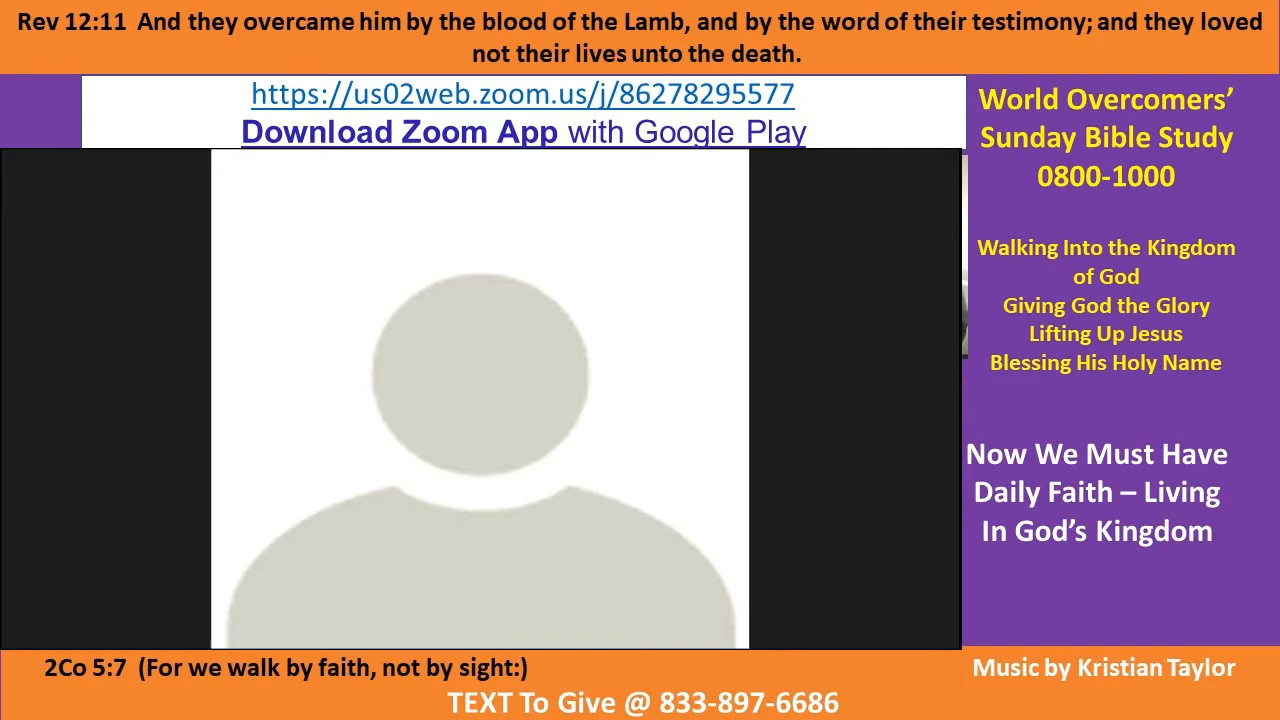 Rev 12:11  And they overcame him by the blood of the Lamb, and by the word of their testimony; and they loved
not their lives unto the death.
https://us02web.zoom.us/j/86278295577
Download Zoom App with Google Play
World Overcomers’
Sunday Bible Study
0800-1000
Walking Into the Kingdom
of God
Giving God the Glory
Lifting Up Jesus
Blessing His Holy Name
Now We Must Have
Daily Faith – Living
In God’s Kingdom
2Co 5:7  (For we walk by faith, not by sight:)
Music by Kristian Taylor
TEXT To Give @ 833-897-6686